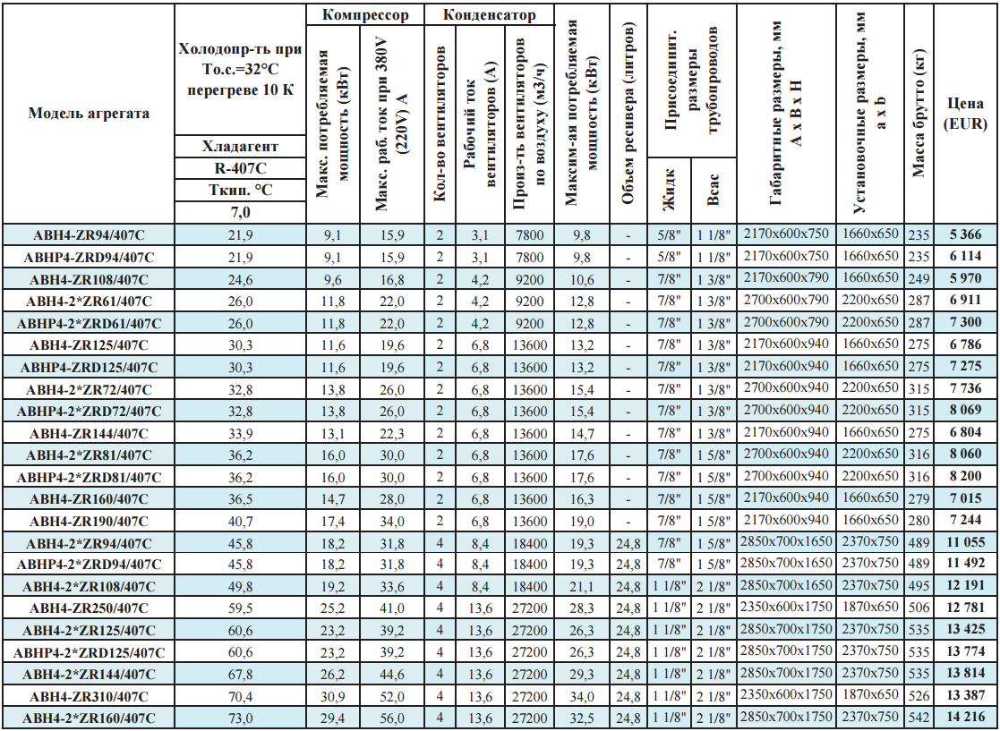 Модель агрегата
Холодопр-ть при
То.с.=32°С
перегреве 10 К
Хладагент
R-407C
Ткип. °С
7,0
Компрессор
Макс. потребляемая
мощность (кВт)
Макс. раб. ток при 380V
(220V) А
Конденсатор
Кол-во вентиляторов
Рабочий ток
вентиляторов (А)
Произ-ть вентиляторов
по воздуху (м3/ч)
Максим-ая потребляемая
мощность (кВт)
Объем ресивера (литров)
Присоединит.
размеры
трубопроводов
Жидк
Всас
Габаритные размеры, мм
А х В х Н
Установочные размеры, мм
a x b
Масса брутто (кг)
Цена
(EUR)
ABH4-ZR94/407C 21,9 9,1 15,9 2 3,1 7800 9,8 - 5/8" 1 1/8" 2170x600x750 1660x650 235 5 366
ABHP4-ZRD94/407C 21,9 9,1 15,9 2 3,1 7800 9,8 - 5/8" 1 1/8" 2170x600x750 1660x650 235 6 114
ABH4-ZR108/407C 24,6 9,6 16,8 2 4,2 9200 10,6 - 7/8" 1 3/8" 2170x600x790 1660x650 249 5 970
ABH4-2*ZR61/407C 26,0 11,8 22,0 2 4,2 9200 12,8 - 7/8" 1 3/8" 2700x700x790 2200x650 287 6 911
ABHP4-2*ZRD61/407C 26,0 11,8 22,0 2 4,2 9200 12,8 - 7/8" 1 3/8" 2700x600x790 2200x650 287 7 300
ABH4-ZR125/407C 30,3 11,6 19,6 2 6,8 13600 13,2 - 7/8" 1 3/8" 2170x600x940 1660x650 275 6 786
ABHP4-ZRD125/407C 30,3 11,6 19,6 2 6,8 13600 13,2 - 7/8" 1 3/8" 2170x600x940 1660x650 275 7 275
ABH4-2*ZR72/407C 32,8 13,8 26,0 2 6,8 13600 15,4 - 7/8" 1 3/8" 2700x600x940 2200x650 315 7 736
ABHP4-2*ZRD72/407C 32,8 13,8 26,0 2 6,8 13600 15,4 - 7/8" 1 3/8" 2700x600x940 2200x650 315 8 069
ABH4-ZR144/407C 33,9 13,1 22,3 2 6,8 13600 14,7 - 7/8" 1 3/8" 2170x600x940 1660x650 275 6 804
ABH4-2*ZR81/407C 36,2 16,0 30,0 2 6,8 13600 17,6 - 7/8" 1 5/8" 2700x600x940 2200x650 316 8 060
ABHP4-2*ZRD81/407C 36,2 16,0 30,0 2 6,8 13600 17,6 - 7/8" 1 5/8" 2700x600x940 2200x650 316 8 200
ABH4-ZR160/407C 36,5 14,7 28,0 2 6,8 13600 16,3 - 7/8" 1 5/8" 2170x600x940 1660x650 279 7 015
ABH4-ZR190/407C 40,7 17,4 34,0 2 6,8 13600 19,0 - 7/8" 1 5/8" 2170x600x940 1660x650 280 7 244
ABH4-2*ZR94/407C 45,8 18,2 31,8 4 8,4 18400 19,3 24,8 7/8" 1 5/8" 2850x700x1650 2370x750 489 11 055
ABHP4-2*ZRD94/407C 45,8 18,2 31,8 4 8,4 18400 19,3 24,8 7/8" 1 5/8" 2850x700x1650 2370x750 489 11 492
ABH4-2*ZR108/407C 49,8 19,2 33,6 4 8,4 18400 21,1 24,8 1 1/8" 2 1/8" 2850x700x1650 2370x750 495 12 191
ABH4-ZR250/407C 59,5 25,2 41,0 4 13,6 27200 28,3 24,8 1 1/8" 2 1/8" 2350x600x1750 1870x650 506 12 781
ABH4-2*ZR125/407C 60,6 23,2 39,2 4 13,6 27200 26,3 24,8 1 1/8" 2 1/8" 2850x700x1750 2370x750 535 13 425
ABHP4-2*ZRD125/407C 60,6 23,2 39,2 4 13,6 27200 26,3 24,8 1 1/8" 2 1/8" 2850x700x1750 2370x750 535 13 774
ABH4-2*ZR144/407C 67,8 26,2 44,6 4 13,6 27200 29,3 24,8 1 1/8" 2 1/8" 2850x700x1750 2370x750 535 13 814
ABH4-ZR310/407C 70,4 30,9 52,0 4 13,6 27200 34,0 24,8 1 1/8" 2 1/8" 2350x600x1750 1870x650 526 13 387
ABH4-2*ZR160/407C 73,0 29,4 56,0 4 13,6 27200 32,5 24,8 1 1/8" 2 1/8" 2850x700x1750 2370x750 542 14 216